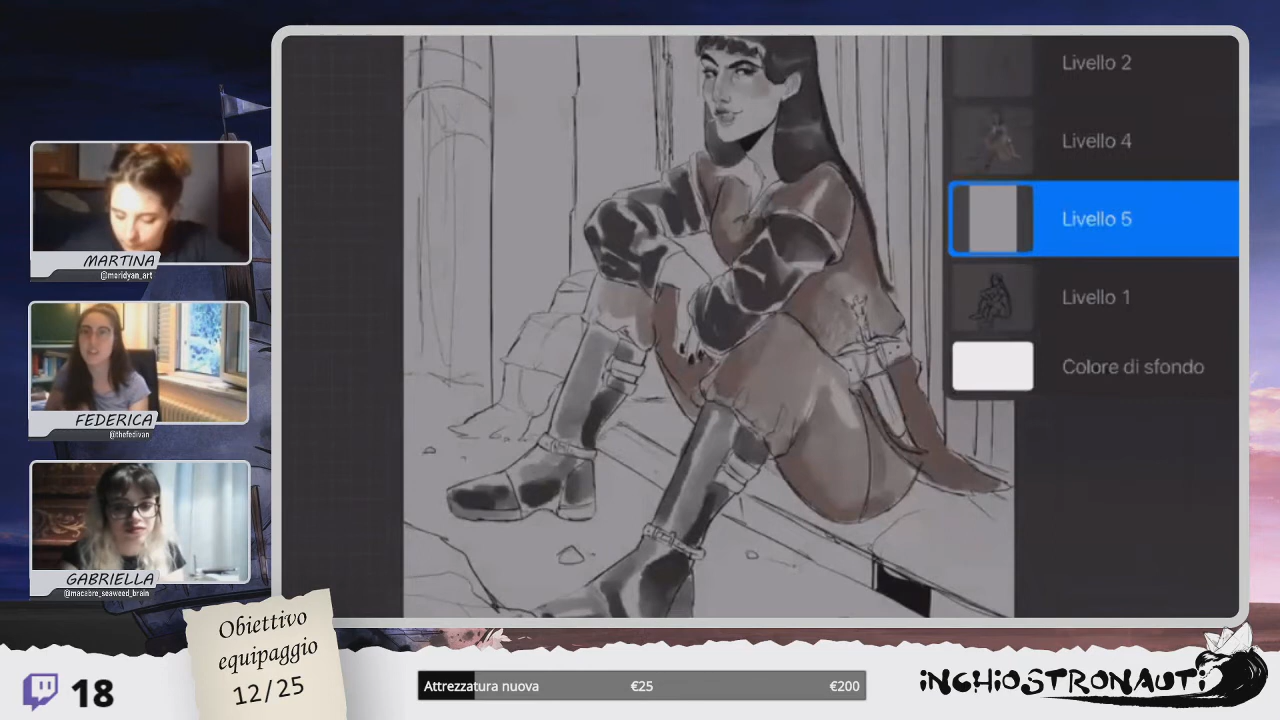 Livello 2
Livello 4
Livello 5
Livello 1
Colore di sfondo
MARTINA
@meridyan_art
FEDERICA
@thefedivan
GABRIELLA
@macabre_seaweed_brain
Obiettivo
equipaggio
12/25
18
Attrezzatura nuova €25 €200
iNCHiOSTRONAUTi